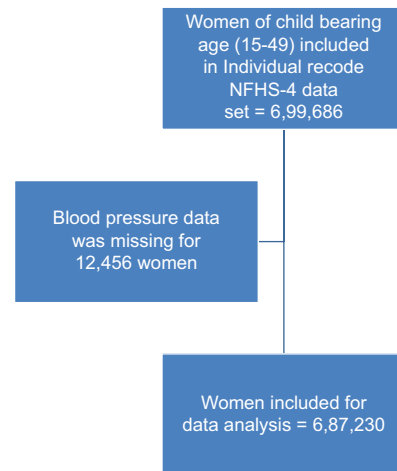 Women of child bearing
age (15-49) included
in Individual recode
NFHS-4 data
set = 6,99,686
Blood pressure data
was missing for
12,456 women
Women included for
data analysis = 6,87,230